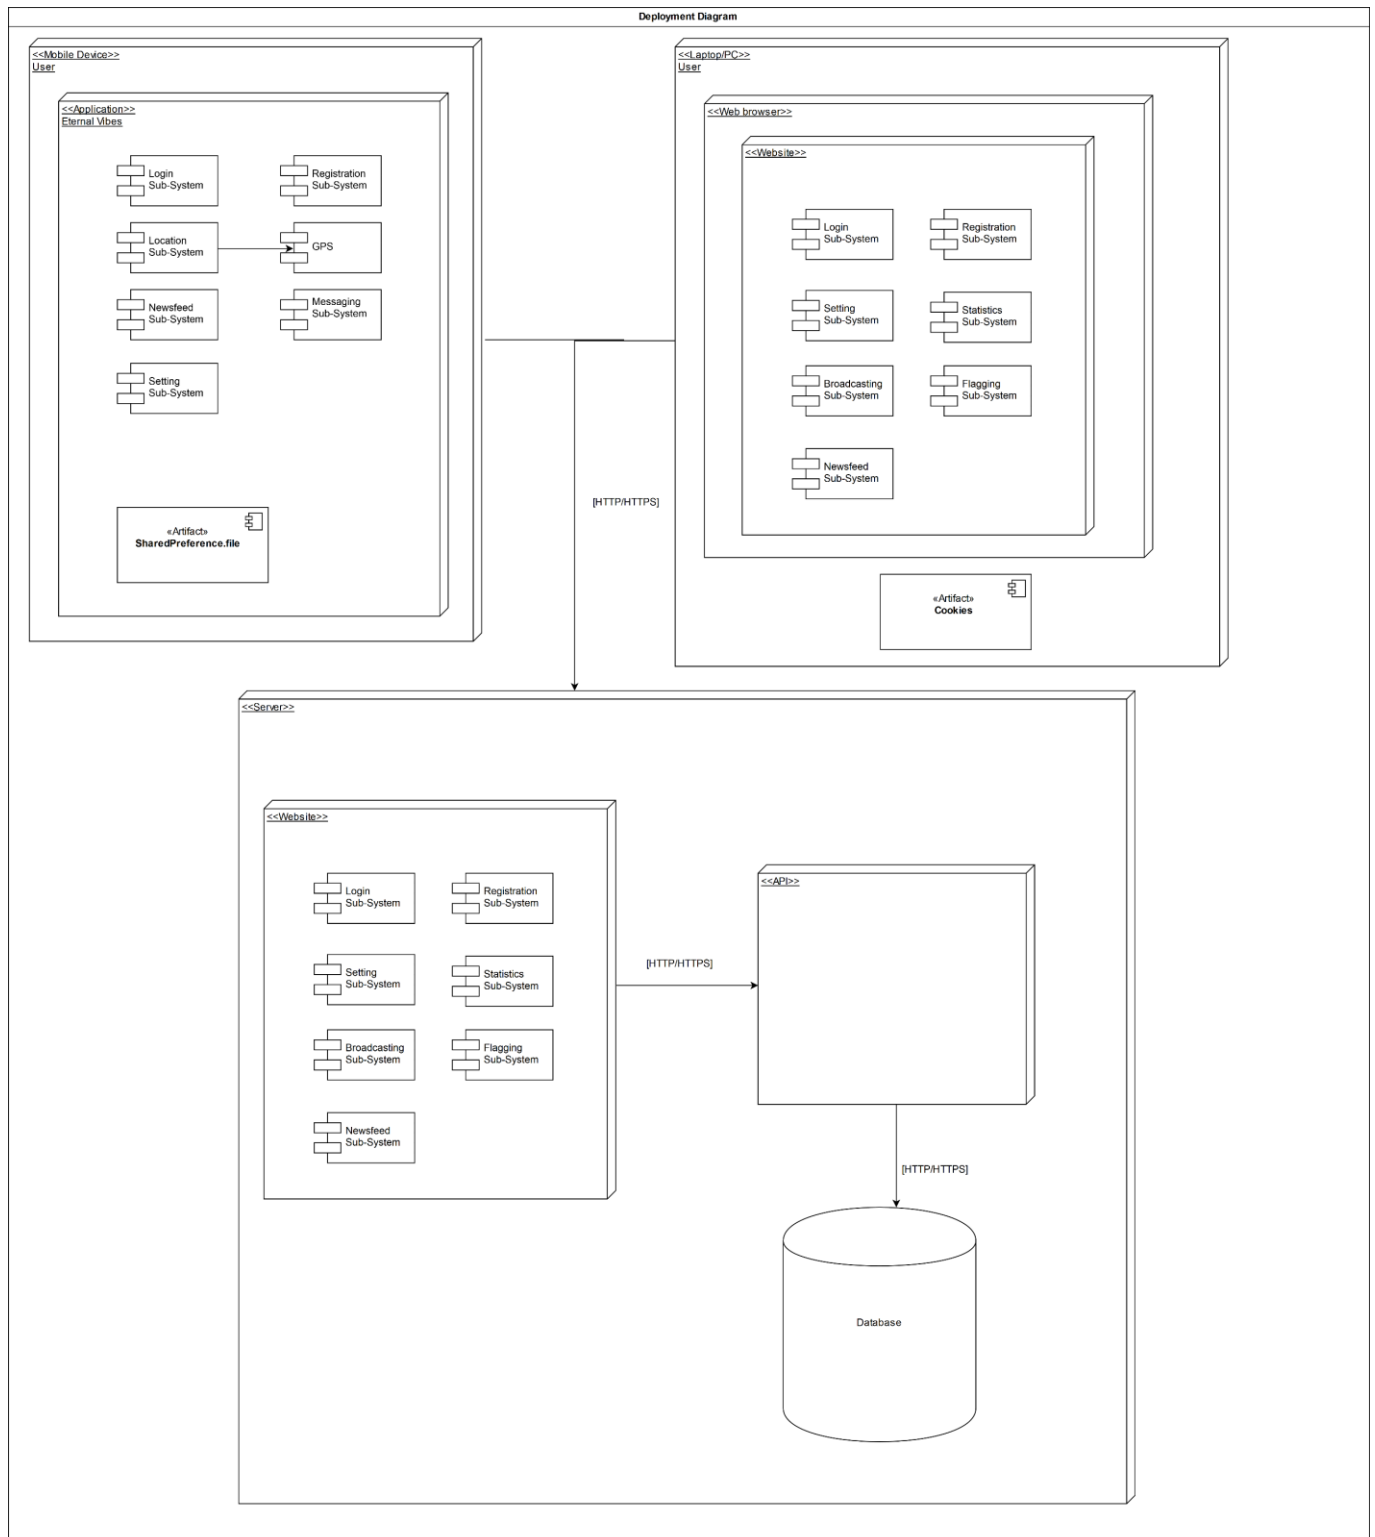 Deployment Diagram
<<Mobile Device>>
User
<<Application>>
Eternal Vibes
Login
Sub-System
Registration
Sub-System
Location
Sub-System
GPS
Newsfeed
Sub-System
Messaging
Sub-System
Setting
Sub-System
«Artifact»
SharedPreference.file
<<Laptop/PC>>
User
<<Web browser>>
<<Website>>
Login
Sub-System
Registration
Sub-System
Setting
Sub-System
Statistics
Sub-System
Broadcasting
Sub-System
Flagging
Sub-System
Newsfeed
Sub-System
«Artifact»
Cookies
[HTTP/HTTPS]
<<Server>>
<<Website>>
Login
Sub-System
Registration
Sub-System
Setting
Sub-System
Statistics
Sub-System
Broadcasting
Sub-System
Flagging
Sub-System
Newsfeed
Sub-System
[HTTP/HTTPS]
<<API>>
[HTTP/HTTPS]
Database